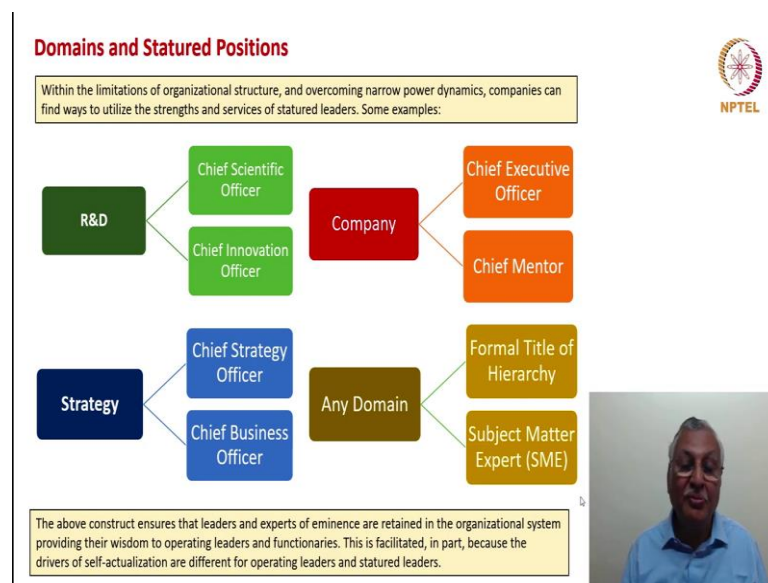 Domains and Statured Positions
NPTEL
Within the limitations of organizational structure, and overcoming narrow power dynamics, companies can
find ways to utilize the strengths and services of statured leaders. Some examples:
R&D
Chief Scientific
Officer
Chief Innovation
Officer
Company
Chief Executive
Officer
Chief Mentor
Strategy
Chief Strategy
Officer
Chief Business
Officer
Any Domain
Formal Title of
Hierarchy
Subject Matter
Expert (SME)
The above construct ensures that leaders and experts of eminence are retained in the organizational system
providing their wisdom to operating leaders and functionaries. This is facilitated, in part, because the
drivers of self-actualization are different for operating leaders and statured leaders.